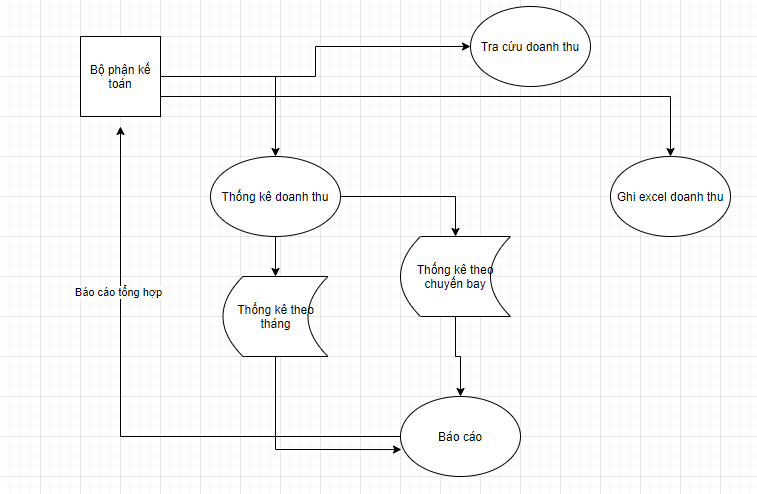 Tra cứu doanh thu
Bộ phận kế
toán
Thống kê doanh thu
Ghi excel doanh thu
Thống kê theo
chuyến bay
Báo cáo tổng hợp
Thống kê theo
tháng
Báo cáo